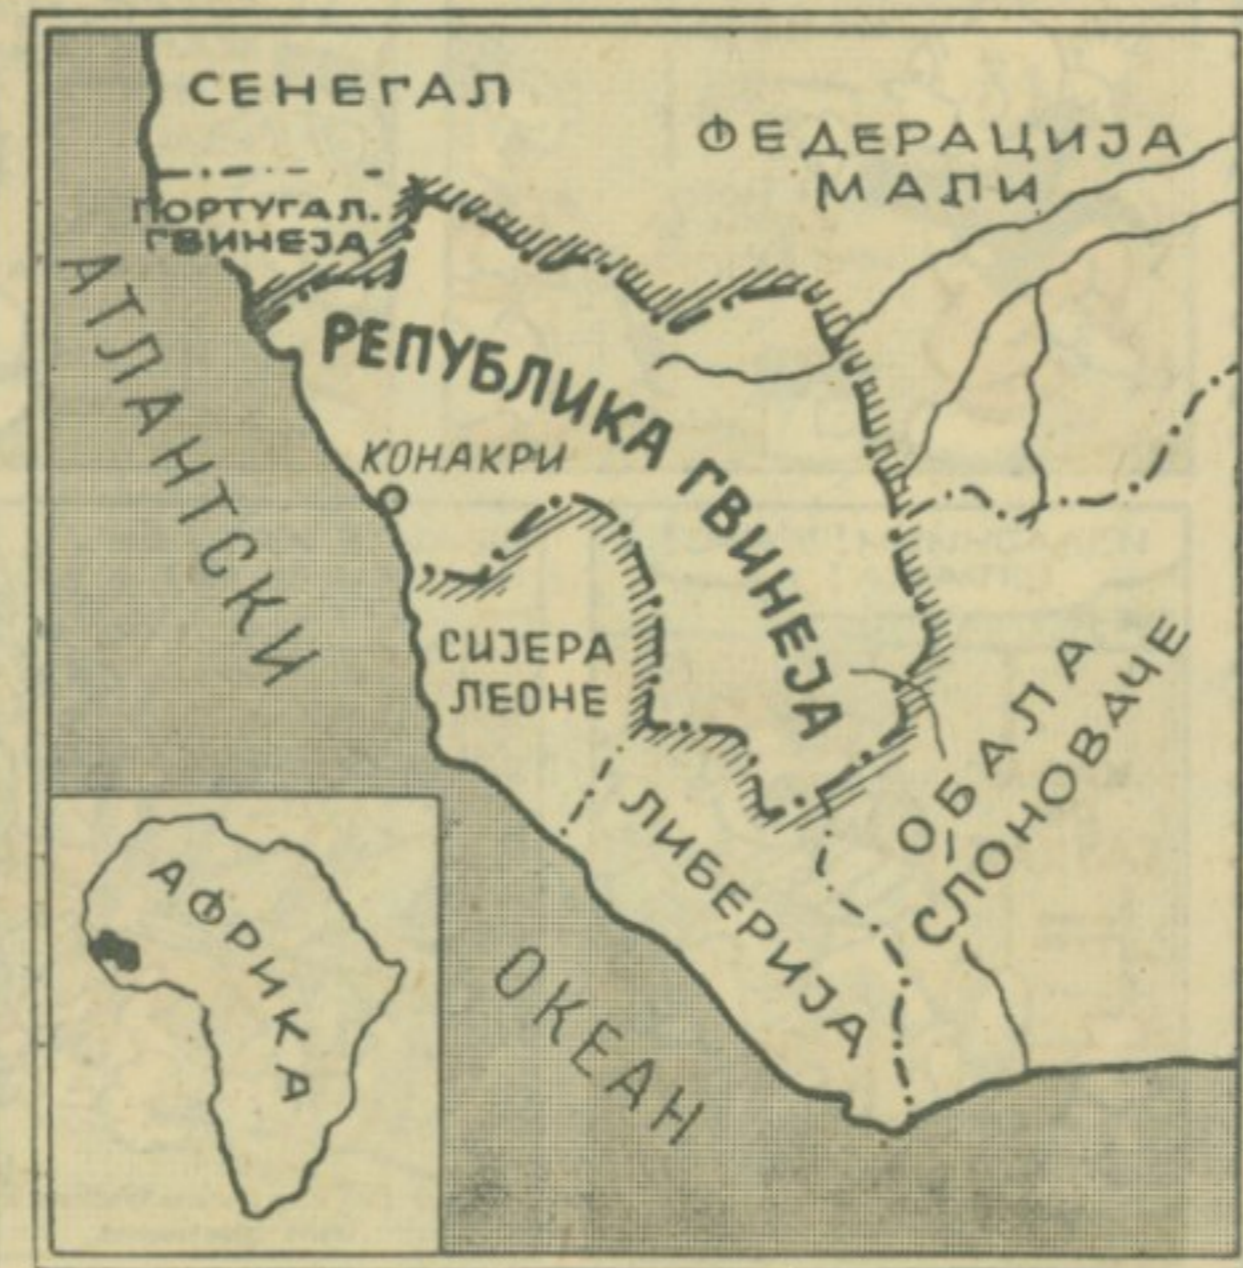 СЕНЕГАЛ
ФЕДЕРАЦИЈА
МАЛИ
ПОРТУГАЛ.
ГВИНЕЈА
АТЛАНТСКИ
РЕПУБЛИКА ГВИНЕЈА
КОНАКРИ
СИЈЕРА
ЛЕОНЕ
ОБАЛА
СЛОНОВАЧЕ
ЛИБЕРИЈА
АФРИКА
ОКЕАН